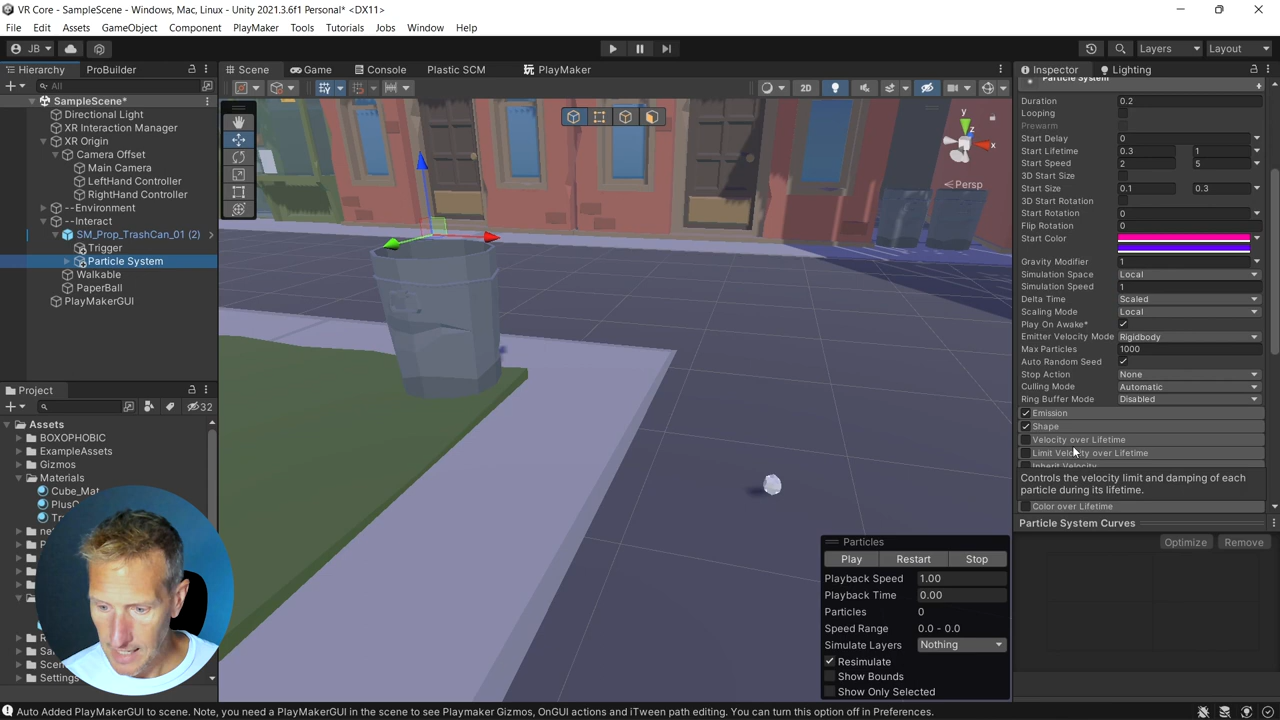 VR Core - SampleScene - Windows, Mac, Linux - Unity 2021.3.6f1 Personal* <DX11>
File Edit Assets GameObject Component PlayMaker Tools Tutorials Jobs Window Help
JB Layers Layout
Hierarchy ProBuilder Scene Game Console Plastic SCM PlayMaker Inspector Lighting
All 2D
SampleScene*
Directional Light
XR Interaction Manager
XR Origin
Camera Offset
Main Camera
LeftHand Controller
RightHand Controller
--Environment
--Interact
SM_Prop_TrashCan_01 (2)
Trigger
Particle System
Walkable
PaperBall
PlayMakerGUI
y
x
z
Persp
Particle System
Duration 0.2
Looping
Prewarm
Start Delay 0
Start Lifetime 0.3 1
Start Speed 2 5
3D Start Size
Start Size 0.1 0.3
3D Start Rotation
Start Rotation 0
Flip Rotation 0
Start Color
Gravity Modifier 1
Simulation Space Local
Simulation Speed 1
Delta Time Scaled
Scaling Mode Local
Play On Awake*
Emitter Velocity Mode Rigidbody
Max Particles 1000
Auto Random Seed
Stop Action None
Culling Mode Automatic
Ring Buffer Mode Disabled
Emission
Shape
Velocity over Lifetime
Limit Velocity over Lifetime
Inherit Velocity
Controls the velocity limit and damping of each
particle during its lifetime.
Color over Lifetime
Particle System Curves
Optimize Remove
Project
32
Assets
BOXOPHOBIC
ExampleAssets
Gizmos
Materials
Cube_Mat
Settings
Particles
Play Restart Stop
Playback Speed 1.00
Playback Time 0.00
Particles 0
Speed Range 0.0 - 0.0
Simulate Layers Nothing
Resimulate
Show Bounds
Show Only Selected
Auto Added PlayMakerGUI to scene. Note, you need a PlayMakerGUI in the scene to see Playmaker Gizmos, OnGUI actions and iTween path editing. You can turn this option off in Preferences.